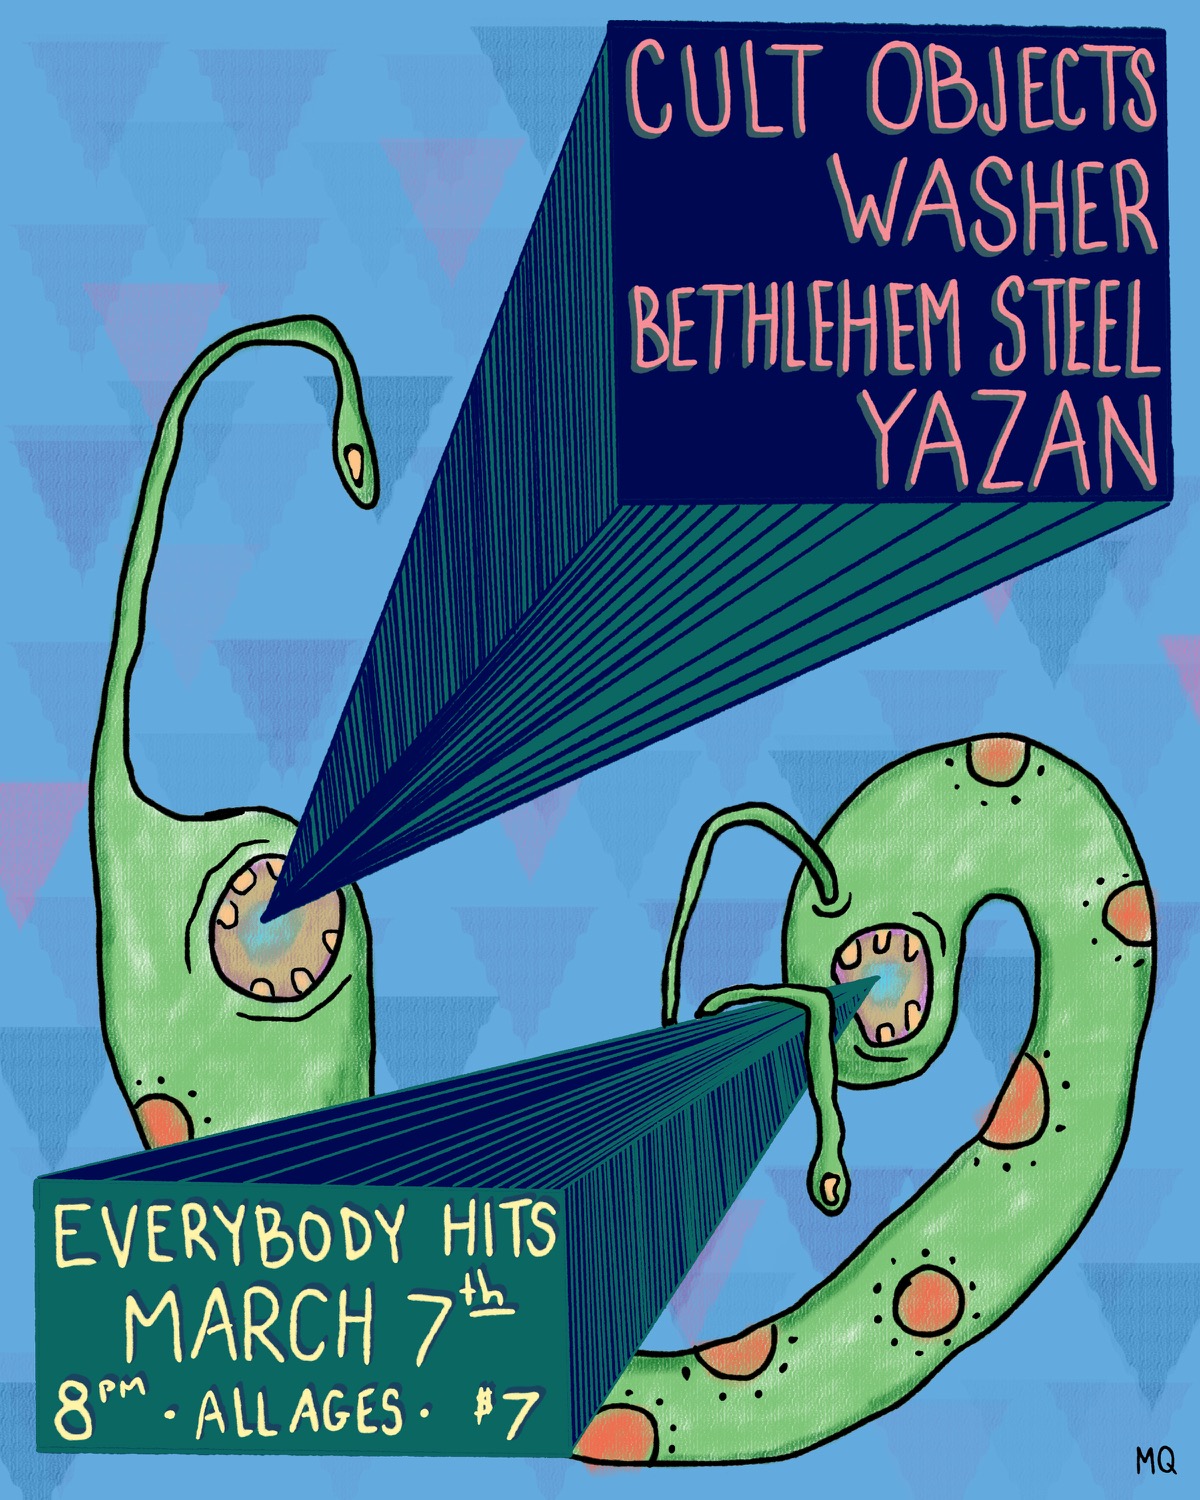 CULT OBJECTS
WASHER
BETHLEHEM STEEL
YAZAN
EVERYBODY HITS
MARCH 7th
8PM · ALL AGES · $7
MQ